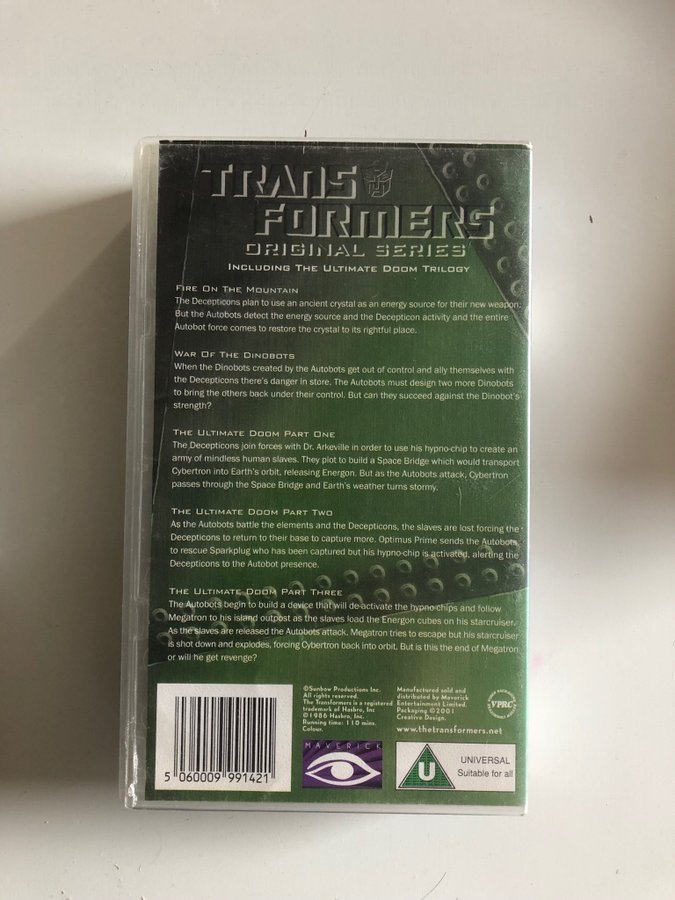 TRANS
FORMERS
ORIGINAL SERIES
INCLUDING THE ULTIMATE DOOM TRILOGY
FIRE ON THE MOUNTAIN
The Decepticons plan to use an ancient crystal as an energy source for their new weapon.
But the Autobots detect the energy source and the Decepticon activity and the entire
Autobot force comes to restore the crystal to its rightful place.
WAR OF THE DINOBOTS
When the Dinobots created by the Autobots get out of control and ally themselves with
the Decepticons there's danger in store. The Autobots must design two more Dinobots
to bring the others back under their control. But can they succeed against the Dinobot's
strength?
THE ULTIMATE DOOM PART ONE
The Decepticons join forces with Dr. Arkeville in order to use his hypno-chip to create an
army of mindless human slaves. They plot to build a Space Bridge which would transport
Cybertron into Earth's orbit, releasing Energon. But as the Autobots attack, Cybertron
passes through the Space Bridge and Earth's weather turns stormy.
THE ULTIMATE DOOM PART TWO
As the Autobots battle the elements and the Decepticons, the slaves are lost forcing the
Decepticons to return to their base to capture more. Optimus Prime sends the Autobots
to rescue Sparkplug who has been captured but his hypno-chip is activated, alerting the
Decepticons to the Autobot presence.
THE ULTIMATE DOOM PART THREE
The Autobots begin to build a device that will de-activate the hypno-chips and follow
Megatron to his island outpost as the slaves load the Energon cubes on his starcruiser.
As the slaves are released the Autobots attack. Megatron tries to escape but his starcruiser
is shot down and explodes, forcing Cybertron back into orbit. But is this the end of Megatron
or will he get revenge?
©Sunbow Productions Inc.
All rights reserved.
The Transformers is a registered
trademark of Hasbro, Inc
©1986 Hasbro, Inc.
Running time: 110 mins.
Colour.
Manufactured sold and
distributed by Maverick
Entertainment Limited.
Packaging ©2001
Creative Design.
www.thetransformers.net
VPRC
5 060009 991421
MAVERICK
U
UNIVERSAL
Suitable for all